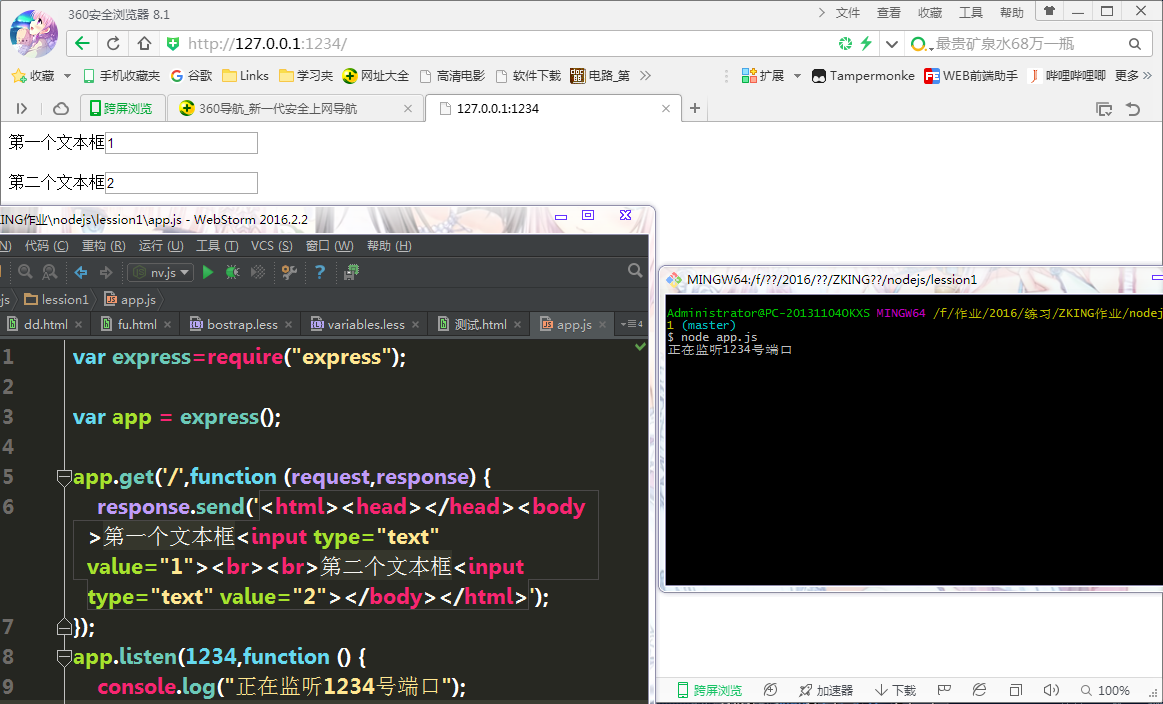 360安全浏览器 8.1
文件 查看 收藏 工具 帮助
http://127.0.0.1:1234/
最贵矿泉水68万一瓶
收藏 手机收藏夹 谷歌 Links 学习夹 网址大全 高清电影 软件下载 电路_第 扩展 Tampermonke WEB前端助手 哔哩哔哩唧 更多
跨屏浏览 360导航_新一代安全上网导航 127.0.0.1:1234
第一个文本框1
第二个文本框2
KING作业\nodejs\lession1\app.js - WebStorm 2016.2.2
N) 代码 (C) 重构 (R) 运行 (U) 工具 (T) VCS (S) 窗口 (W) 帮助 (H)
nv.js
js lession1 app.js
dd.html fu.html bostrap.less variables.less 测试.html app.js 4
1 var express=require("express");
2
3 var app = express();
4
5 app.get('/',function (request,response) {
6 response.send('<html><head></head><body
>第一个文本框<input type="text"
value="1"><br><br>第二个文本框<input
type="text" value="2"></body></html>');
7 });
8 app.listen(1234,function () {
9 console.log("正在监听1234号端口");
MINGW64:/f/??/2016/??/ZKING??/nodejs/lession1
Administrator@PC-201311040KXS MINGW64 /f/作业/2016/练习/ZKING作业/nodej
1 (master)
$ node app.js
正在监听1234号端口
跨屏浏览 加速器 下载 100%